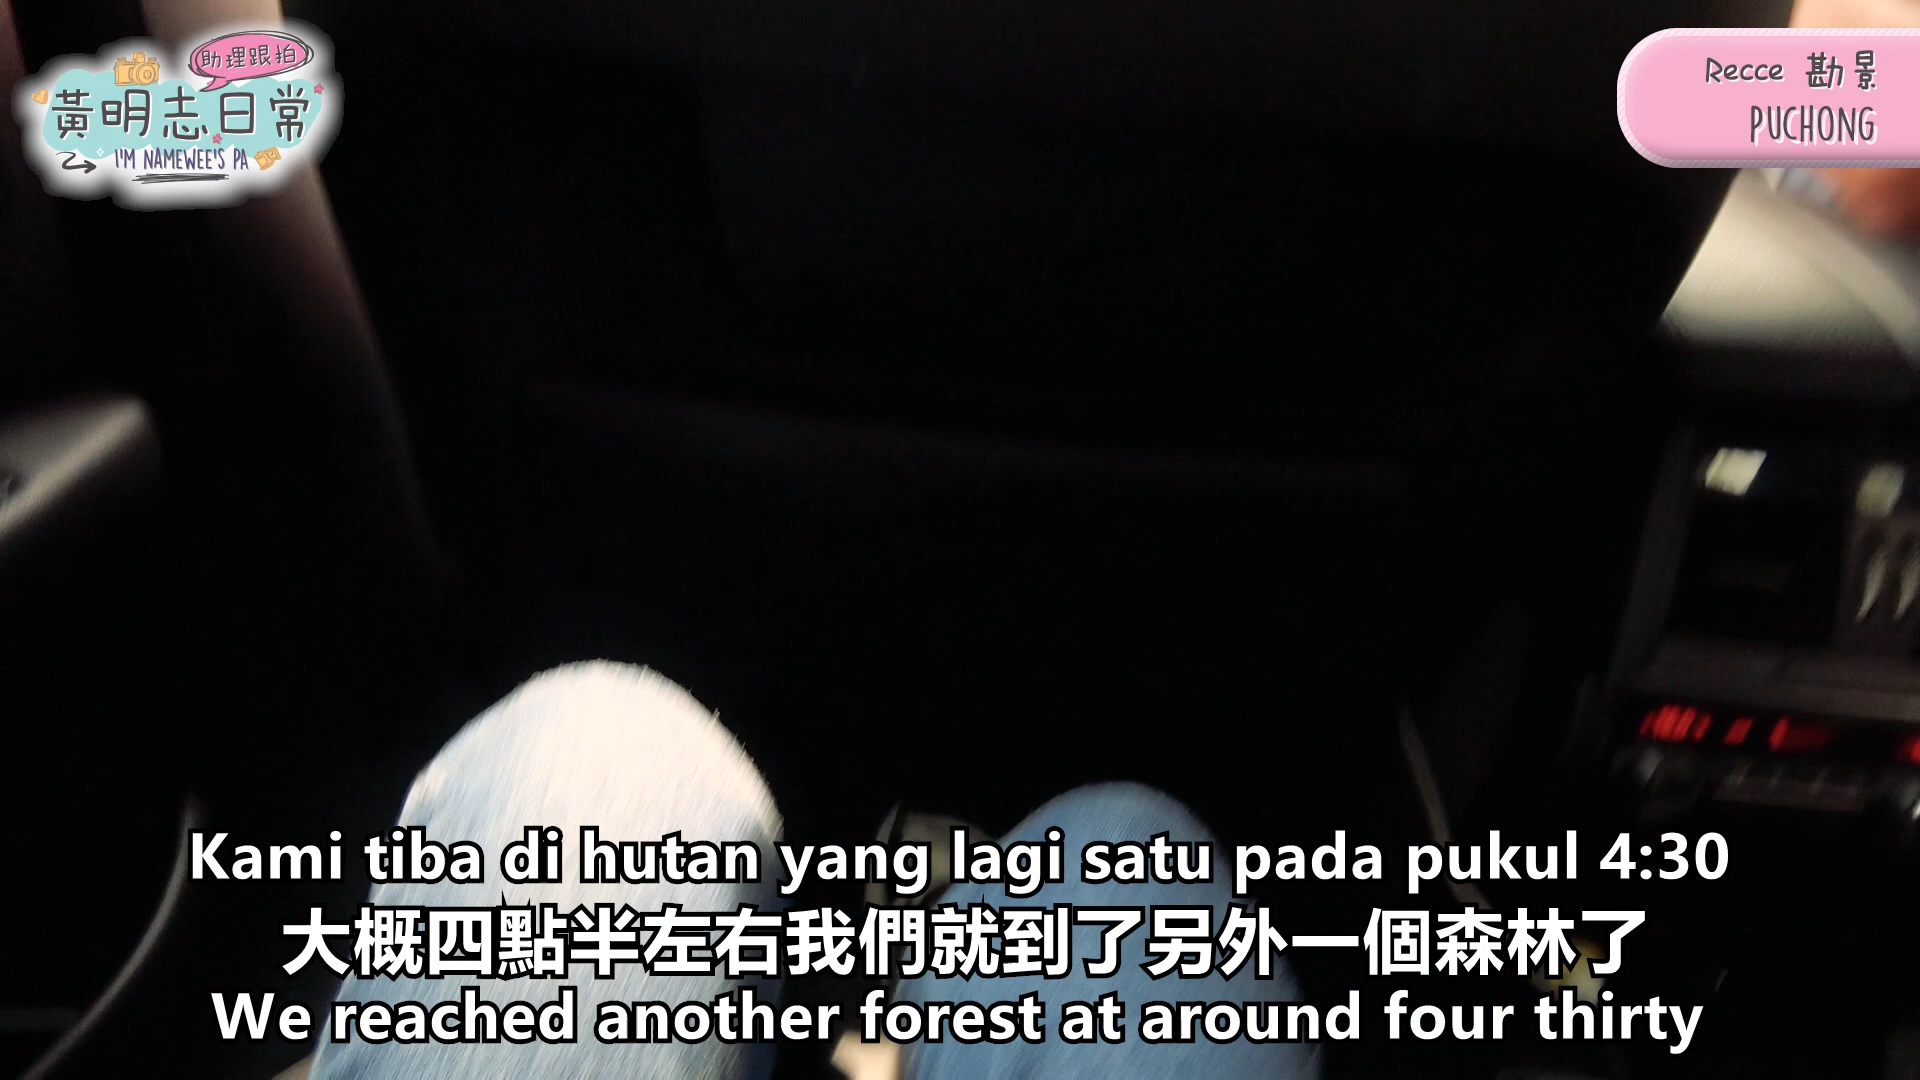 助理跟拍
黃明志日常
I'M NAMEWEE'S PA
Recce 勘景
PUCHONG
Kami tiba di hutan yang lagi satu pada pukul 4:30
大概四點半左右我們就到了另外一個森林了
We reached another forest at around four thirty